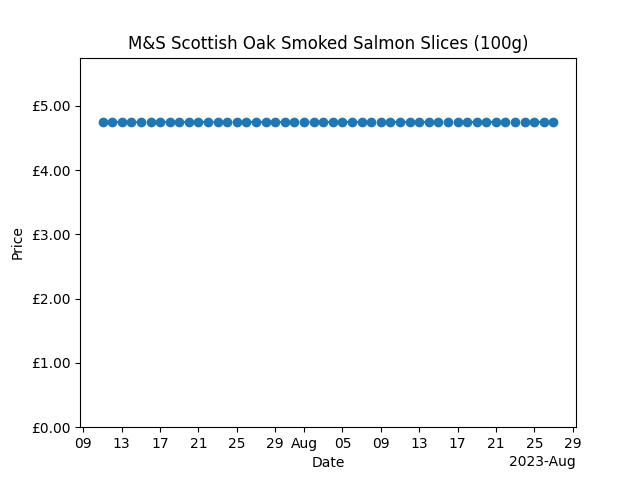 M&S Scottish Oak Smoked Salmon Slices (100g)
£5.00
£4.00
£3.00
£2.00
£1.00
£0.00
Price
09 13 17 21 25 29 Aug 05 09 13 17 21 25 29
Date
2023-Aug